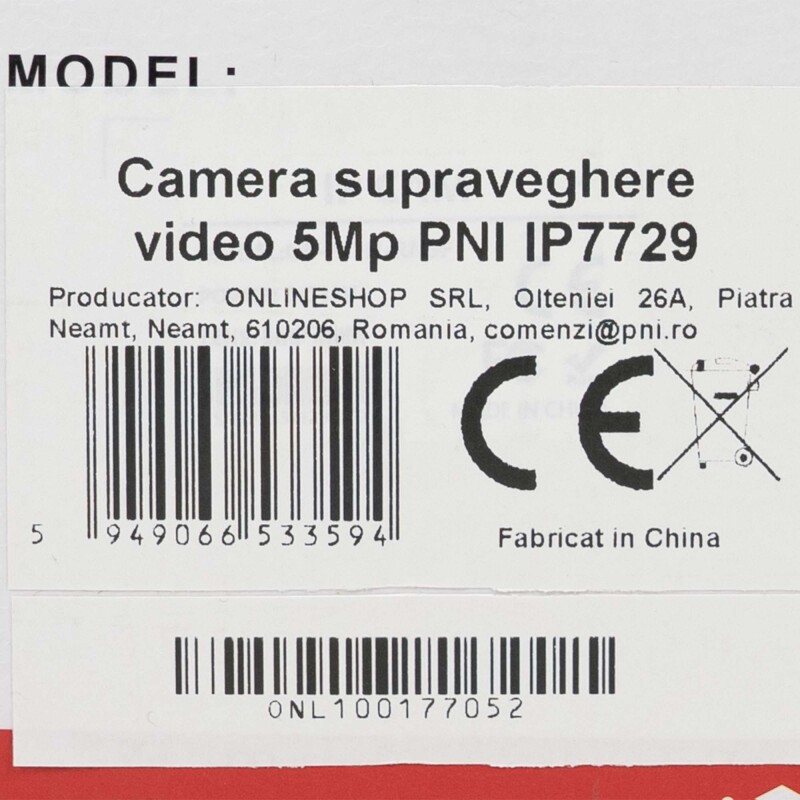 MODEL:
Camera supraveghere
video 5Mp PNI IP7729
Producator: ONLINESHOP SRL, Olteniei 26A, Piatra
Neamt, Neamt, 610206, Romania, comenzi@pni.ro
CE
5 949066 533594
Fabricat in China
ONL100177052